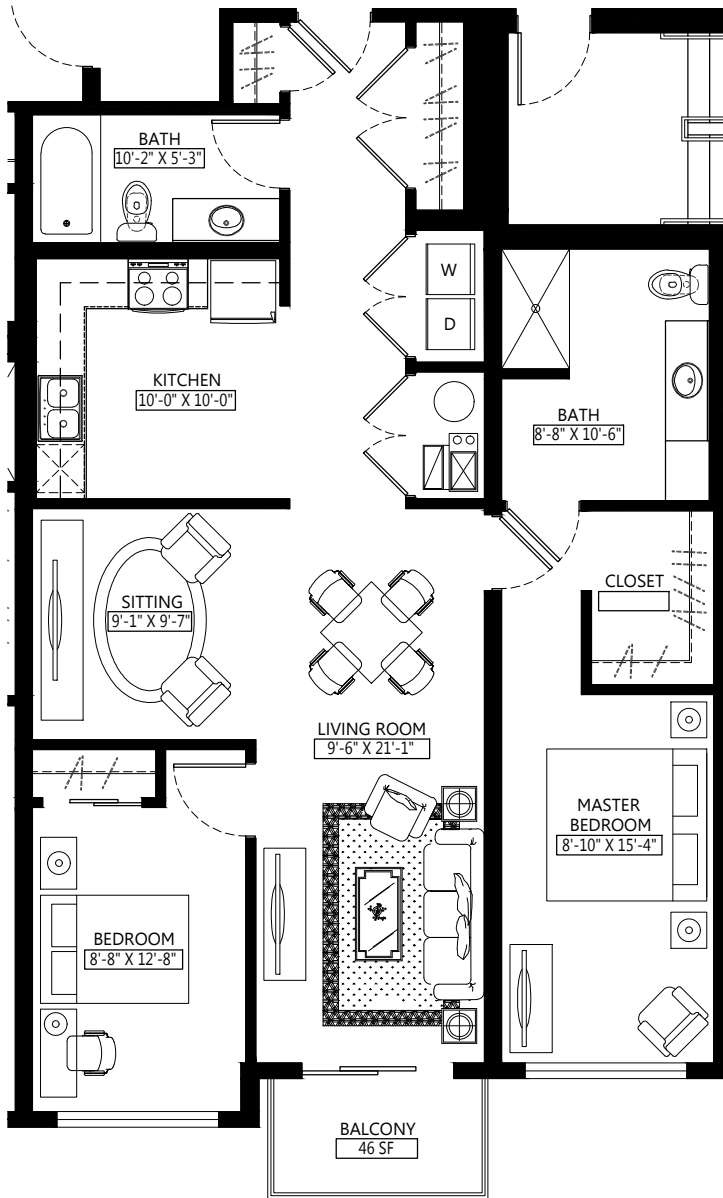 BATH
10'-2" X 5'-3"
W
D
KITCHEN
10'-0" X 10'-0"
BATH
8'-8" X 10'-6"
CLOSET
SITTING
9'-1" X 9'-7"
LIVING ROOM
9'-6" X 21'-1"
MASTER
BEDROOM
8'-10" X 15'-4"
BEDROOM
8'-8" X 12'-8"
BALCONY
46 SF